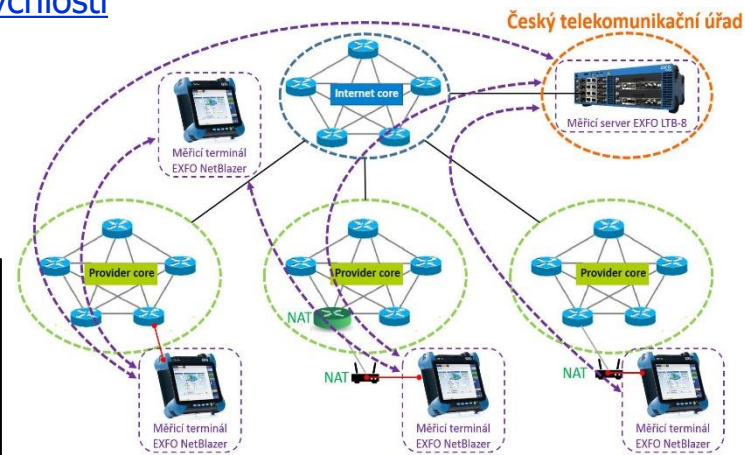 ychlosti
Český telekomunikační úřad
Internet core
Měřicí server EXFO LTB-8
Měřicí terminál
EXFO NetBlazer
Provider core
Provider core
Provider core
NAT
NAT
NAT
Měřicí terminál
EXFO NetBlazer
Měřicí terminál
EXFO NetBlazer
Měřicí terminál
EXFO NetBlazer